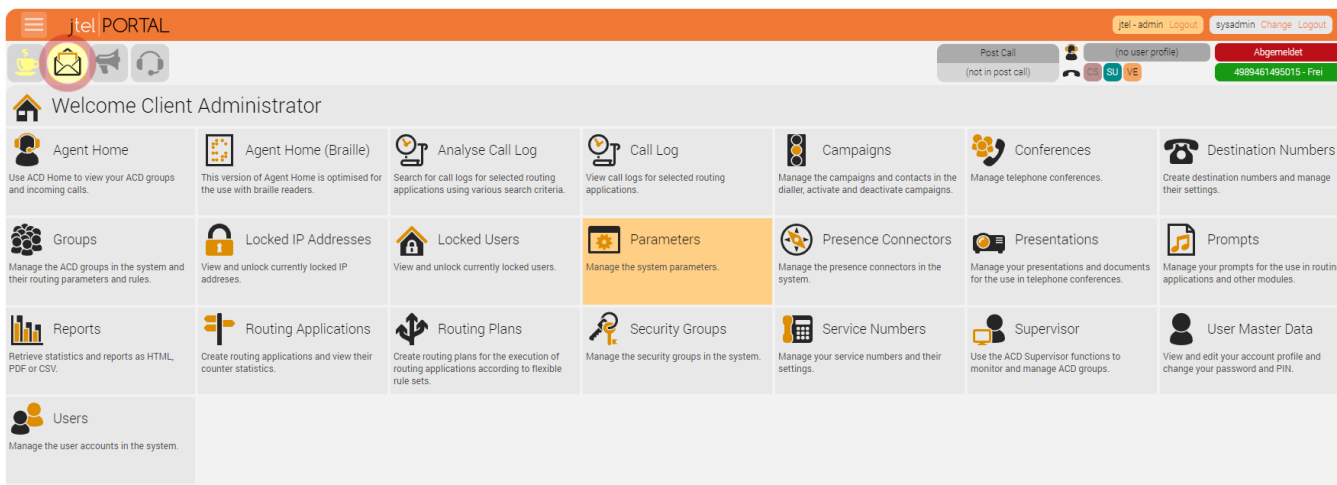 jtel PORTAL
jtel - admin Logout
sysadmin Change Logout
Post Call
(no user profile)
Abgemeldet
(not in post call)
CS SU VE
4989461495015 - Frei
Welcome Client Administrator
Agent Home
Use ACD Home to view your ACD groups
and incoming calls.
Agent Home (Braille)
This version of Agent Home is optimised for
the use with braille readers.
Analyse Call Log
Search for call logs for selected routing
applications using various search criteria.
Call Log
View call logs for selected routing
applications.
Campaigns
Manage the campaigns and contacts in the
dialler, activate and deactivate campaigns.
Conferences
Manage telephone conferences.
Destination Numbers
Create destination numbers and manage
their settings.
Groups
Manage the ACD groups in the system and
their routing parameters and rules.
Locked IP Addresses
View and unlock currently locked IP
addreses.
Locked Users
View and unlock currently locked users.
Parameters
Manage the system parameters.
Presence Connectors
Manage the presence connectors in the
system.
Presentations
Manage your presentations and documents
for the use in telephone conferences.
Prompts
Manage your prompts for the use in routin
applications and other modules.
Reports
Retrieve statistics and reports as HTML,
PDF or CSV.
Routing Applications
Create routing applications and view their
counter statistics.
Routing Plans
Create routing plans for the execution of
routing applications according to flexible
rule sets.
Security Groups
Manage the security groups in the system.
Service Numbers
Manage your service numbers and their
settings.
Supervisor
Use the ACD Supervisor functions to
monitor and manage ACD groups.
User Master Data
View and edit your account profile and
change your password and PIN.
Users
Manage the user accounts in the system.